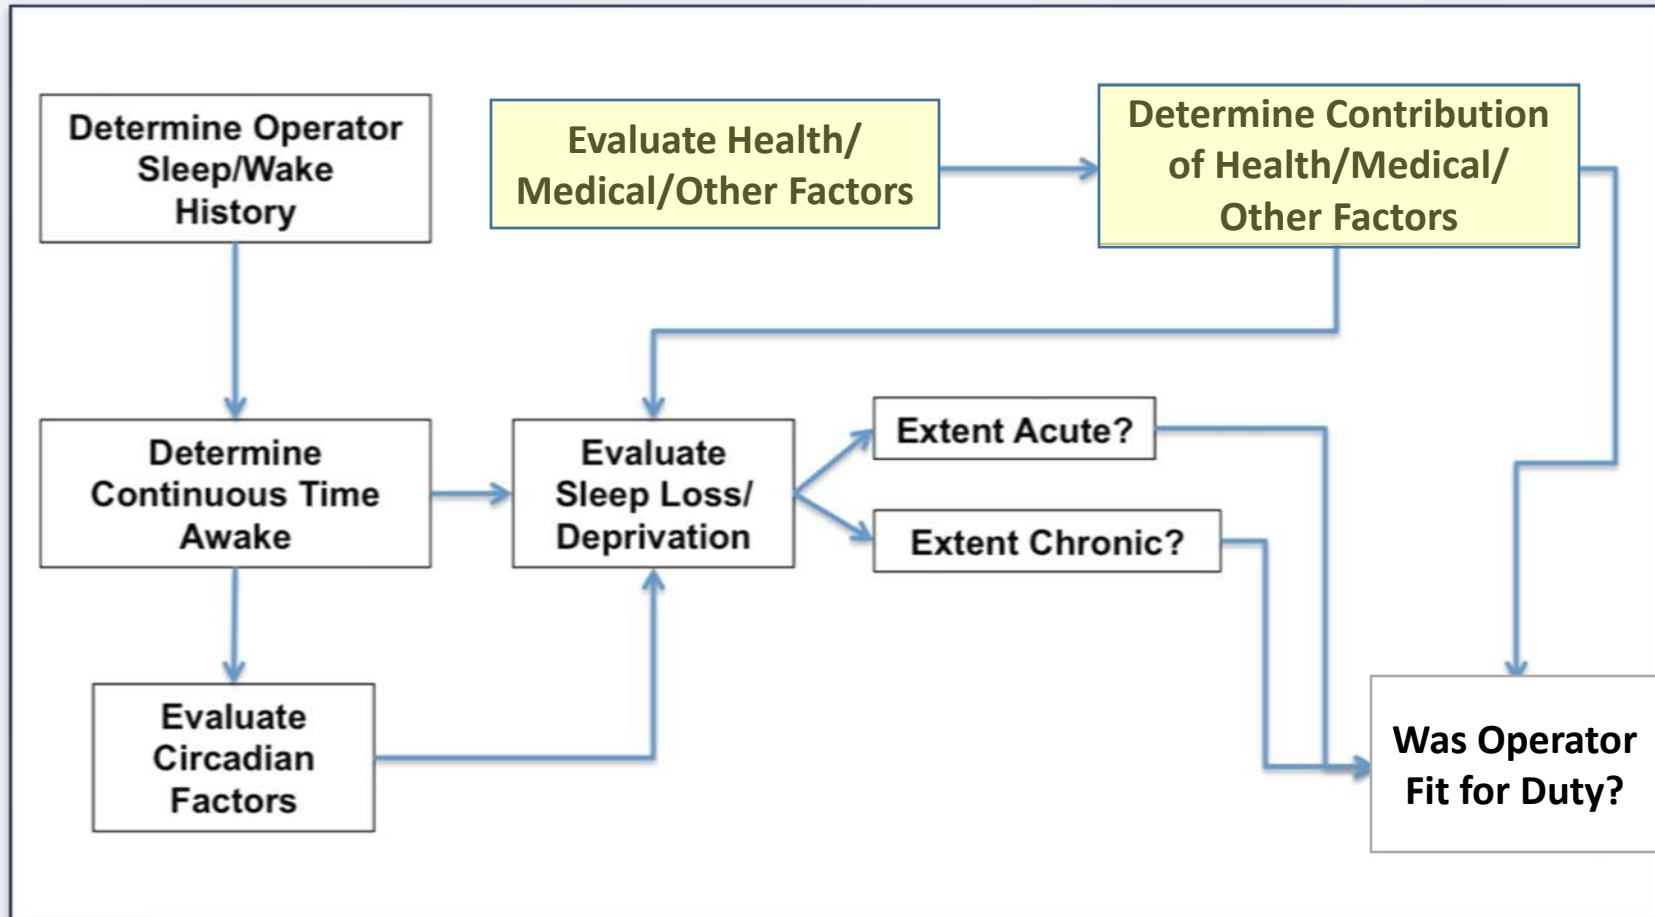 Determine Operator
Sleep/Wake
History
Evaluate Health/
Medical/Other Factors
Determine Contribution
of Health/Medical/
Other Factors
Determine
Continuous Time
Awake
Evaluate
Sleep Loss/
Deprivation
Extent Acute?
Extent Chronic?
Evaluate
Circadian
Factors
Was Operator
Fit for Duty?